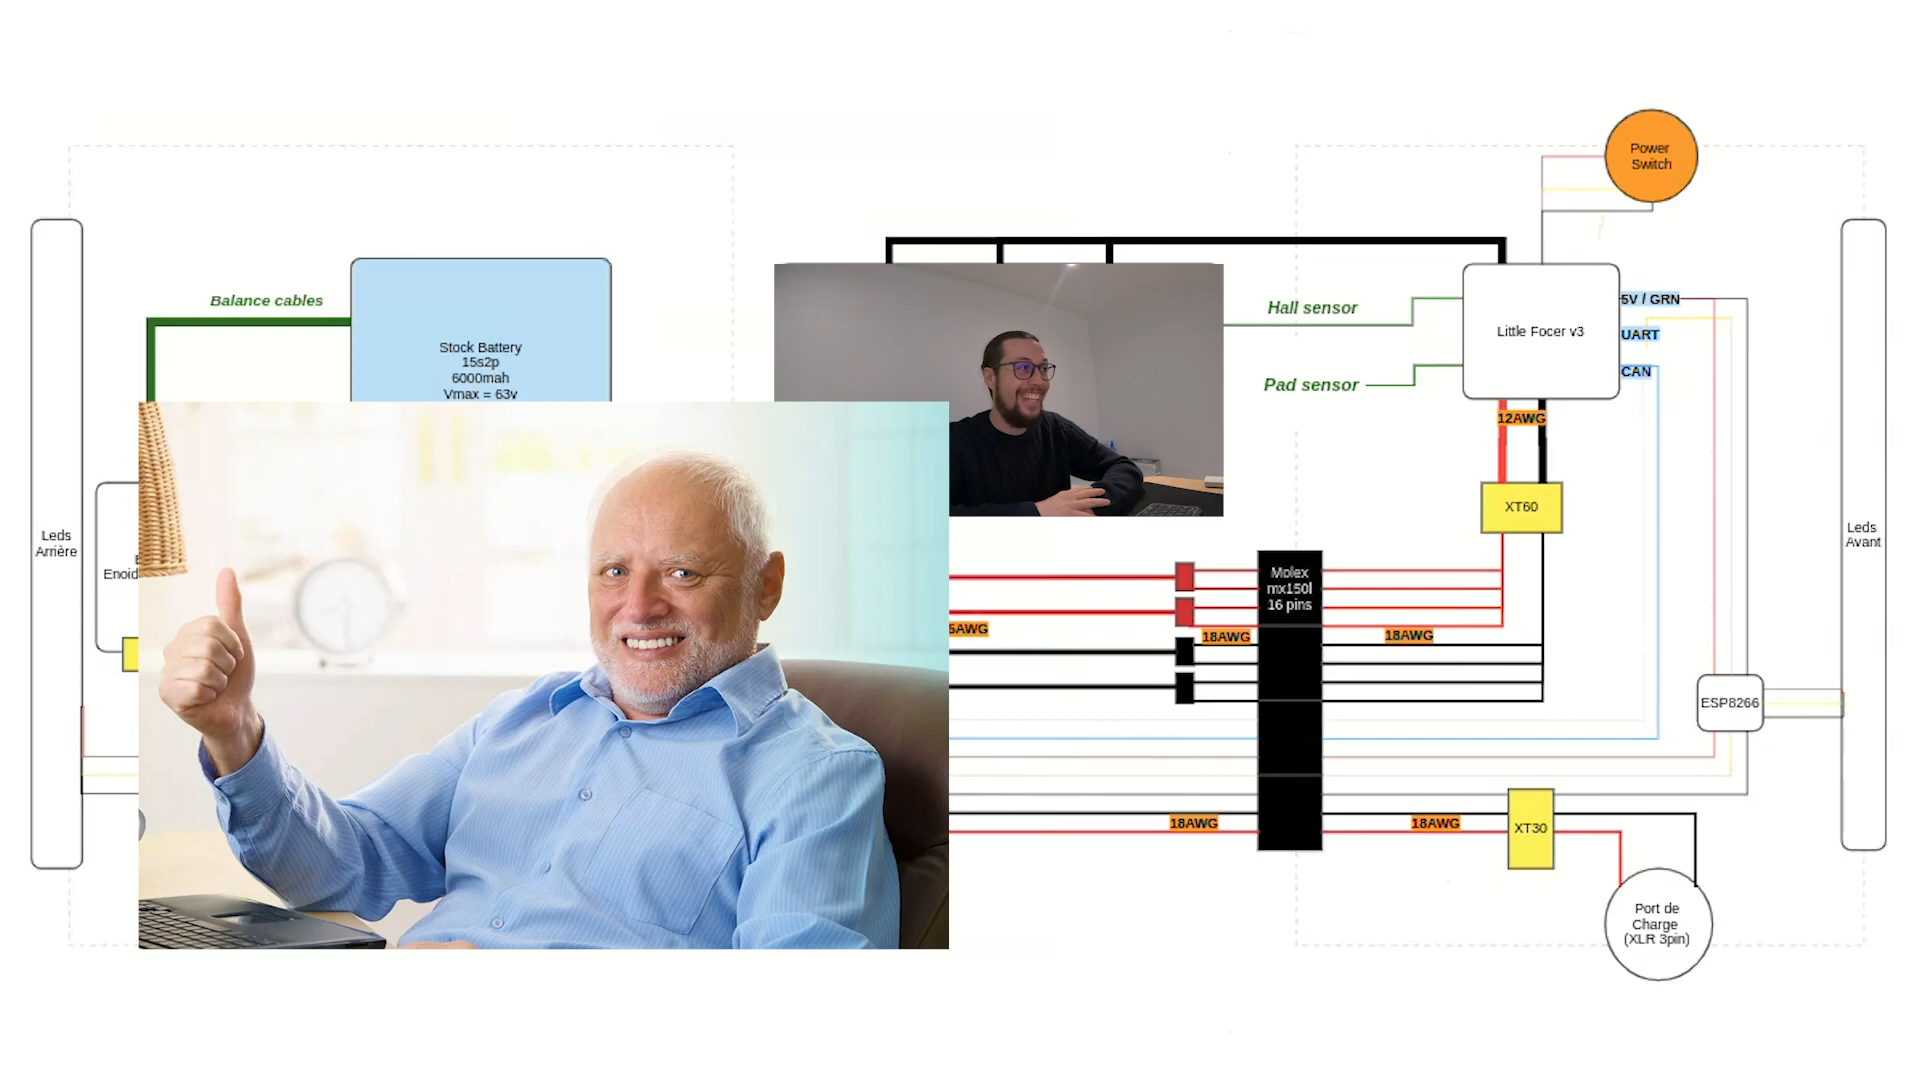 Power
Switch
Balance cables
Hall sensor
5V / GRN
Little Focer v3
UART
Stock Battery
15s2p
6000mah
Vmax = 63v
CAN
Pad sensor
12AWG
XT60
Leds
Arrière
Leds
Avant
Molex
mx150l
16 pins
18AWG
18AWG
ESP8266
18AWG
18AWG
XT30
Port de
Charge
(XLR 3pin)